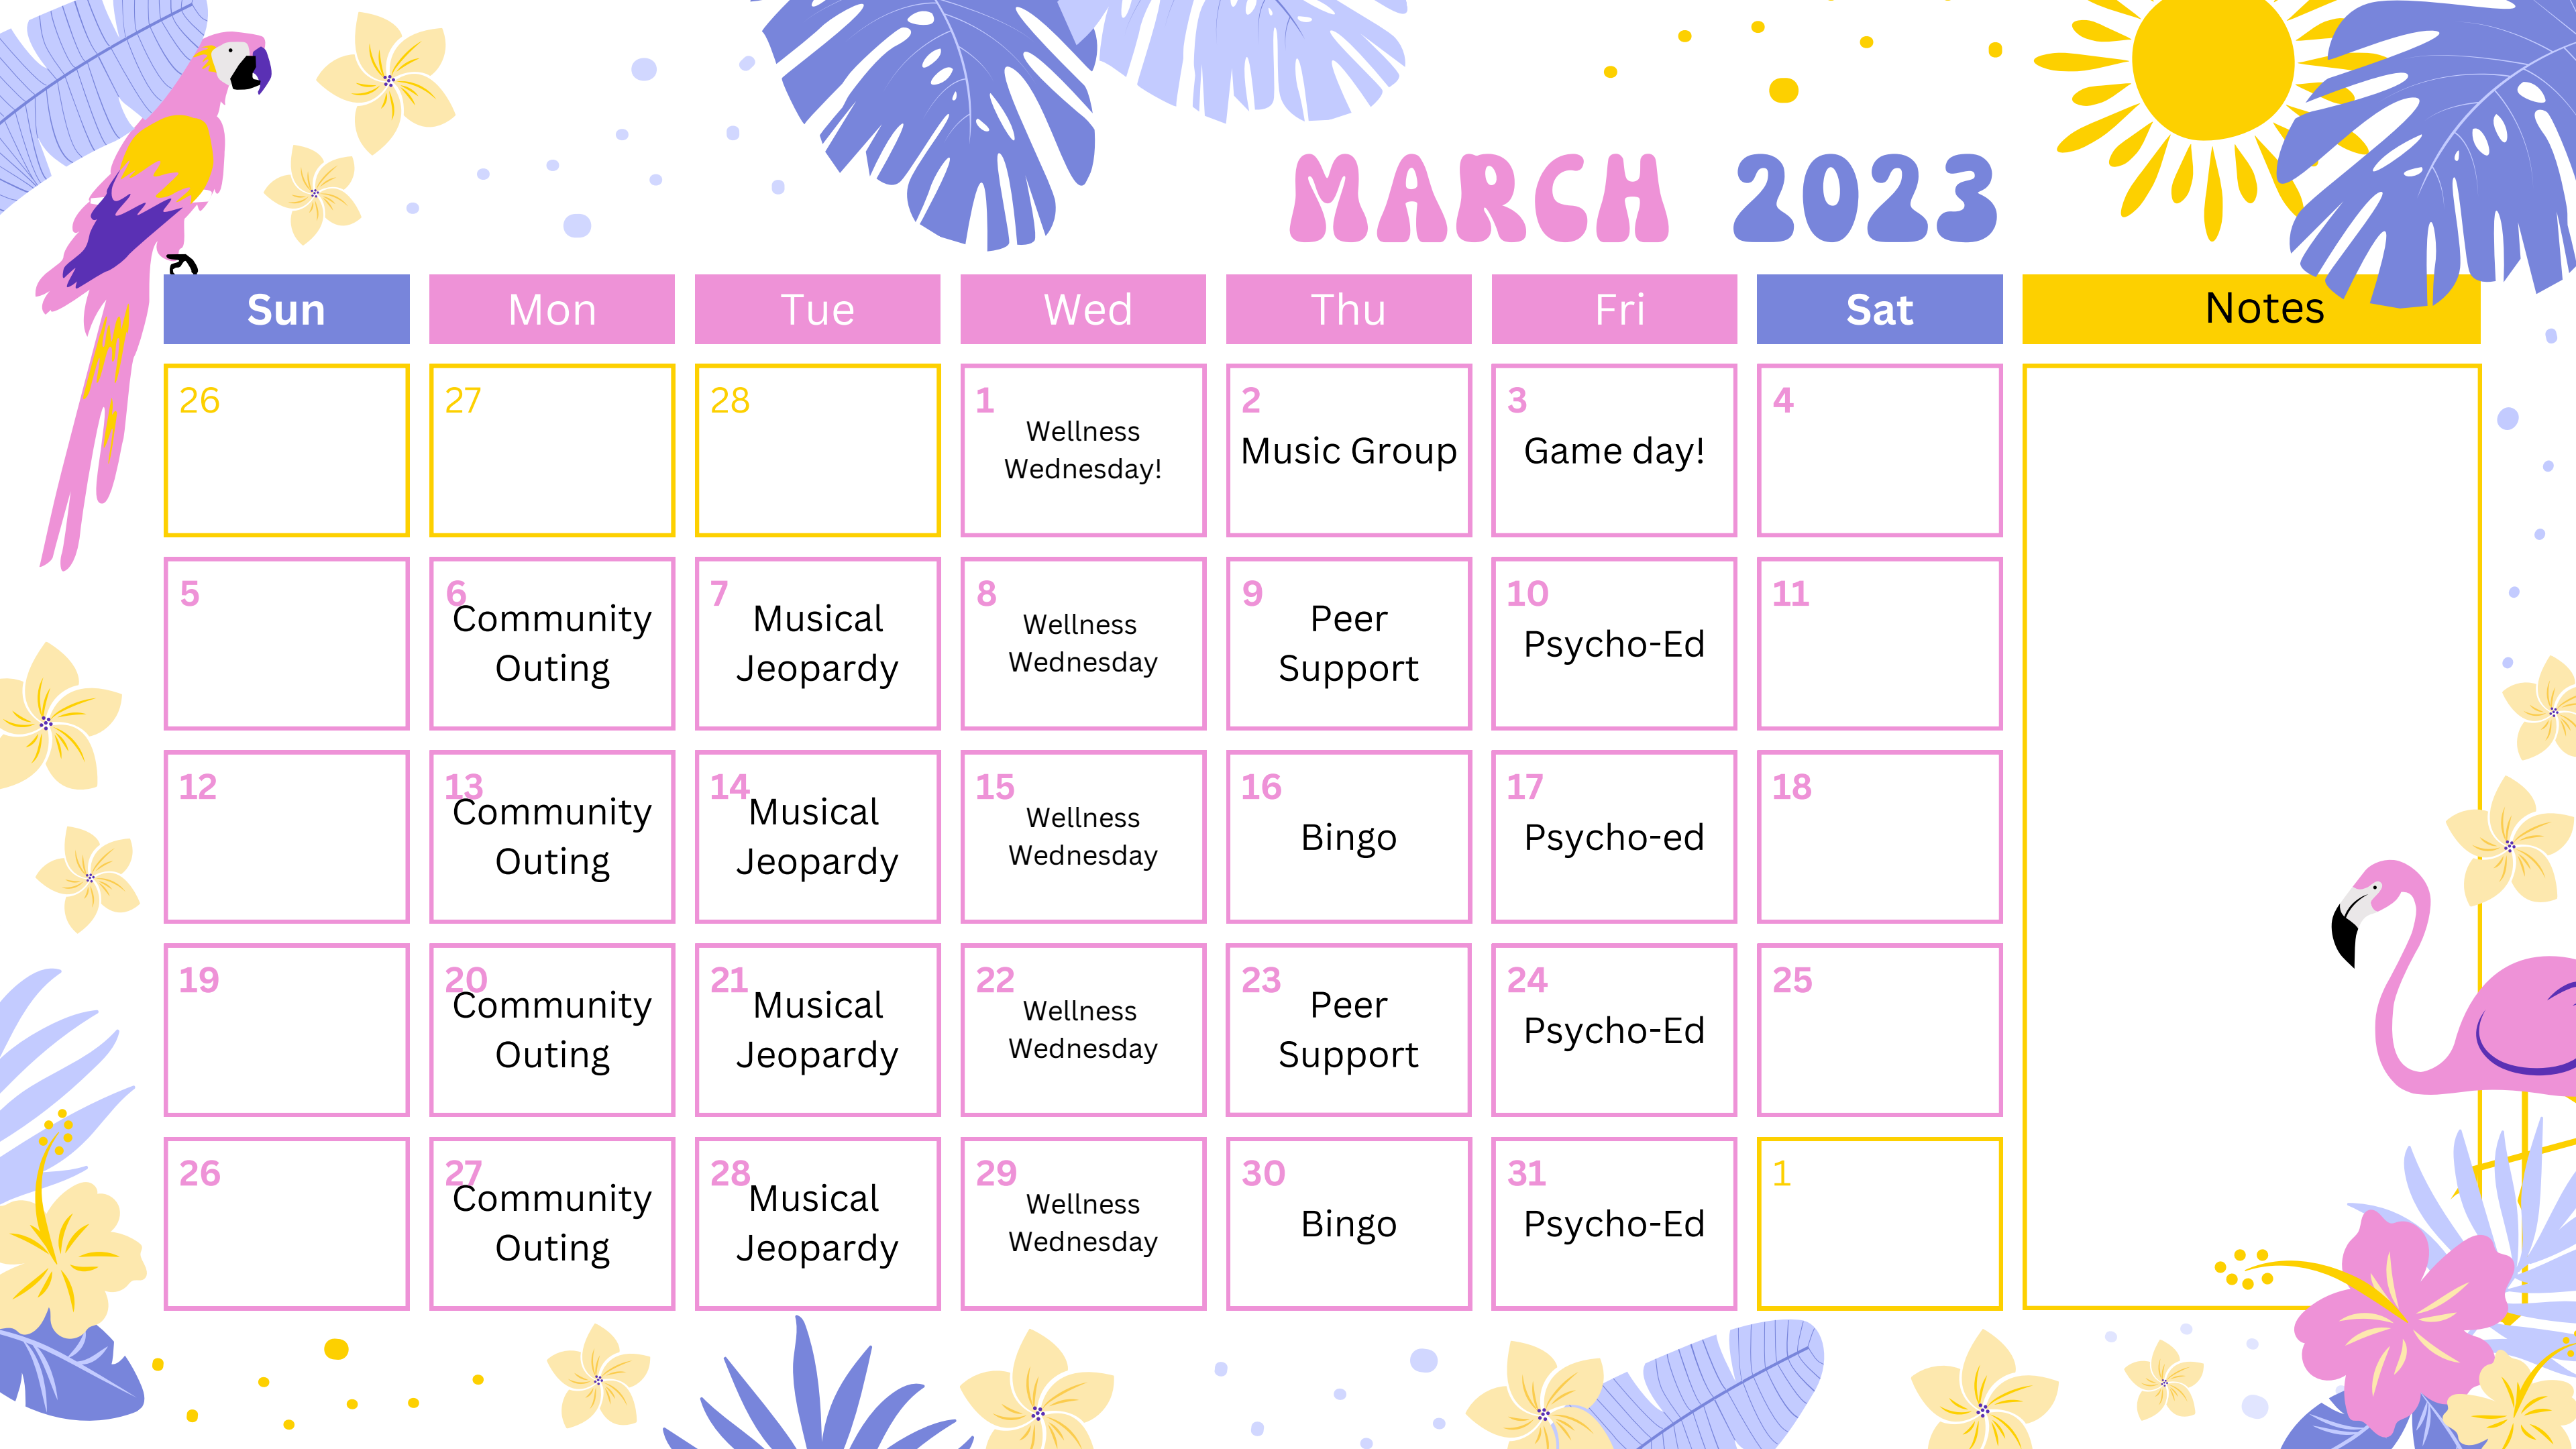 MARCH 2023
Sun Mon Tue Wed Thu Fri Sat Notes
26
27
28
1
Wellness
Wednesday!
2
Music Group
3
Game day!
4
5
6
Community
Outing
7
Musical
Jeopardy
8
Wellness
Wednesday
9
Peer
Support
10
Psycho-Ed
11
12
13
Community
Outing
14
Musical
Jeopardy
15
Wellness
Wednesday
16
Bingo
17
Psycho-ed
18
19
20
Community
Outing
21
Musical
Jeopardy
22
Wellness
Wednesday
23
Peer
Support
24
Psycho-Ed
25
26
27
Community
Outing
28
Musical
Jeopardy
29
Wellness
Wednesday
30
Bingo
31
Psycho-Ed
1